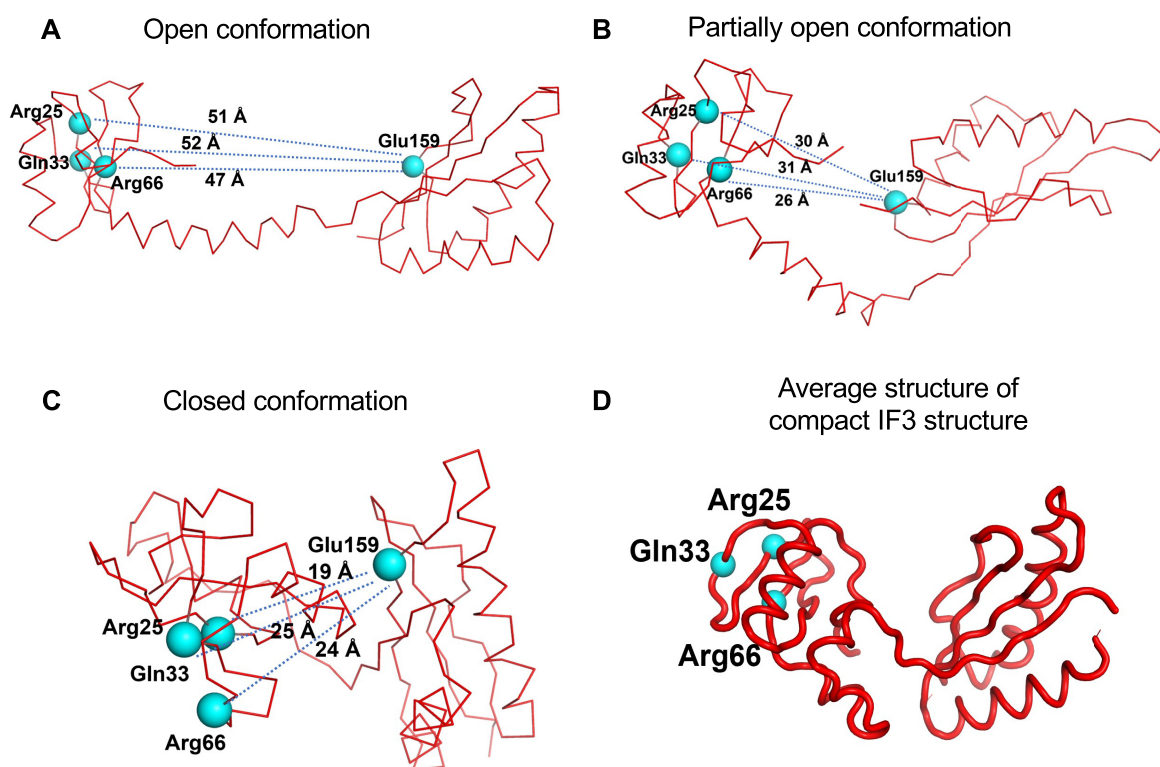 A
Open conformation
Arg25
51 Å
52 Å
Glu159
Gln33
47 Å
Arg66
B
Partially open conformation
Arg25
30 Å
Gln33
31 Å
Glu159
Arg66
26 Å
C
Closed conformation
Glu159
19 Å
Arg25
25 Å
24 Å
Gln33
Arg66
D
Average structure of
compact IF3 structure
Arg25
Gln33
Arg66